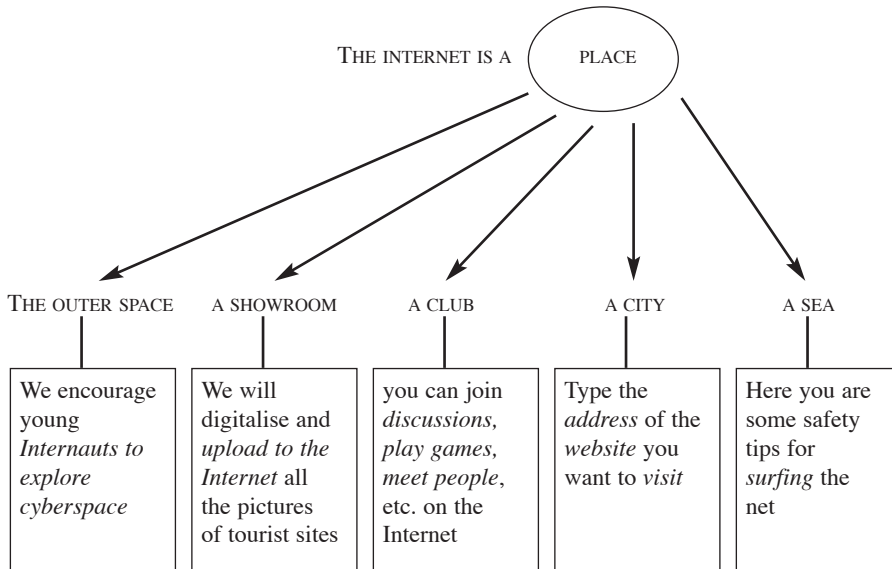 THE INTERNET IS A PLACE
THE OUTER SPACE
A SHOWROOM
A CLUB
A CITY
A SEA
We encourage
young
Internauts to
explore
cyberspace
We will
digitalise and
upload to the
Internet all
the pictures
of tourist sites
you can join
discussions,
play games,
meet people,
etc. on the
Internet
Type the
address of the
website you
want to visit
Here you are
some safety
tips for
surfing the
net